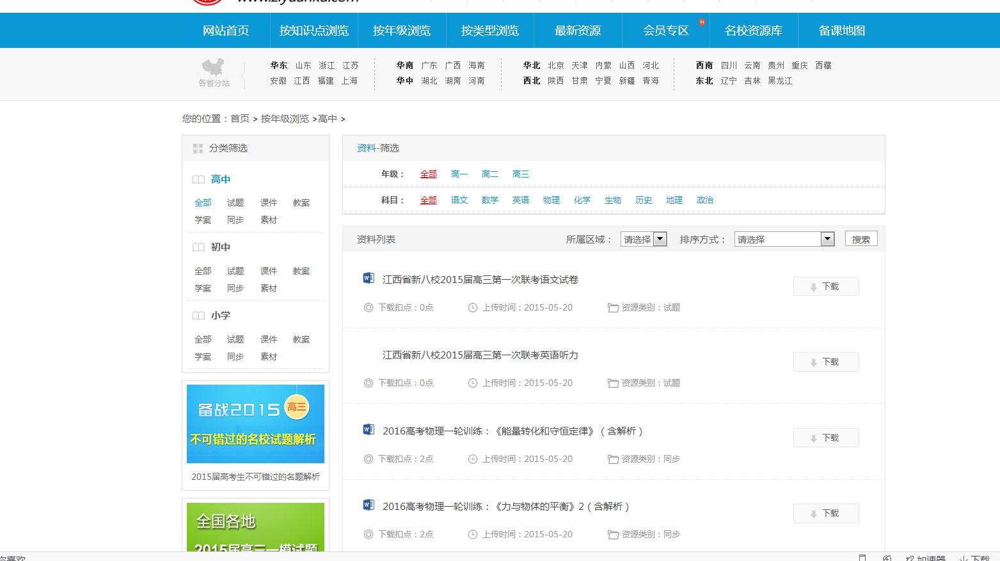 www.ziyuanku.com
网站首页 按知识点浏览 按年级浏览 按类型浏览 最新资源 会员专区 H 名校资源库 备课地图
各省分站
华东 山东 浙江 江苏 华南 广东 广西 海南 华北 北京 天津 内蒙 山西 河北 西南 四川 云南 贵州 重庆 西藏
安徽 江西 福建 上海 华中 湖北 湖南 河南 西北 陕西 甘肃 宁夏 新疆 青海 东北 辽宁 吉林 黑龙江
您的位置：首页 > 按年级浏览 >高中 >
分类筛选
高中
全部 试题 课件 教案
学案 同步 素材
初中
全部 试题 课件 教案
学案 同步 素材
小学
全部 试题 课件 教案
学案 同步 素材
备战2015 高三
不可错过的名校试题解析
2015届高考生不可错过的名题解析
全国各地
2015届高三一模试题
资料-筛选
年级： 全部 高一 高二 高三
科目： 全部 语文 数学 英语 物理 化学 生物 历史 地理 政治
资料列表 所属区域： 请选择 排序方式： 请选择 搜索
江西省新八校2015届高三第一次联考语文试卷
下载
下载扣点：0点 上传时间：2015-05-20 资源类别：试题
江西省新八校2015届高三第一次联考英语听力
下载
下载扣点：0点 上传时间：2015-05-20 资源类别：试题
2016高考物理一轮训练：《能量转化和守恒定律》（含解析）
下载
下载扣点：2点 上传时间：2015-05-20 资源类别：同步
2016高考物理一轮训练：《力与物体的平衡》2（含解析）
下载
下载扣点：2点 上传时间：2015-05-20 资源类别：同步
你喜欢 加速器 下载